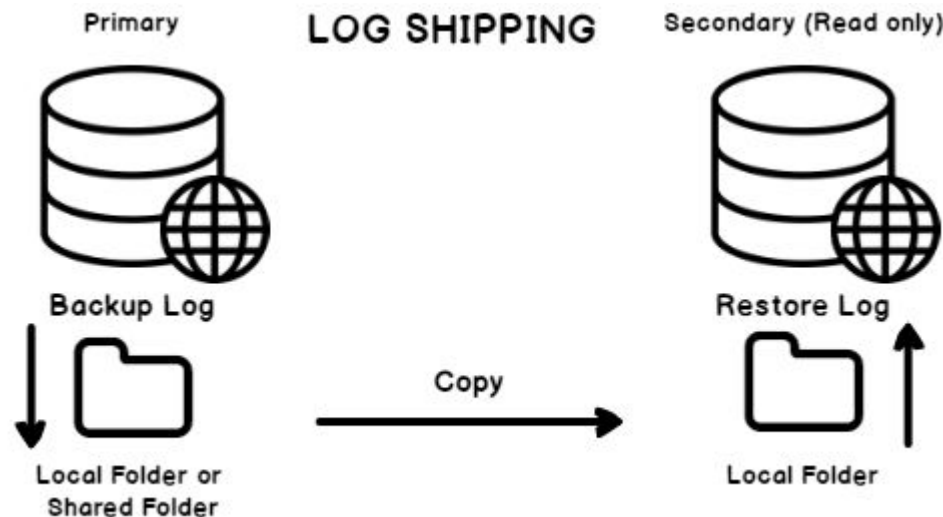 Primary
LOG SHIPPING
Secondary (Read only)
Backup Log
Restore Log
Copy
Local Folder or
Shared Folder
Local Folder